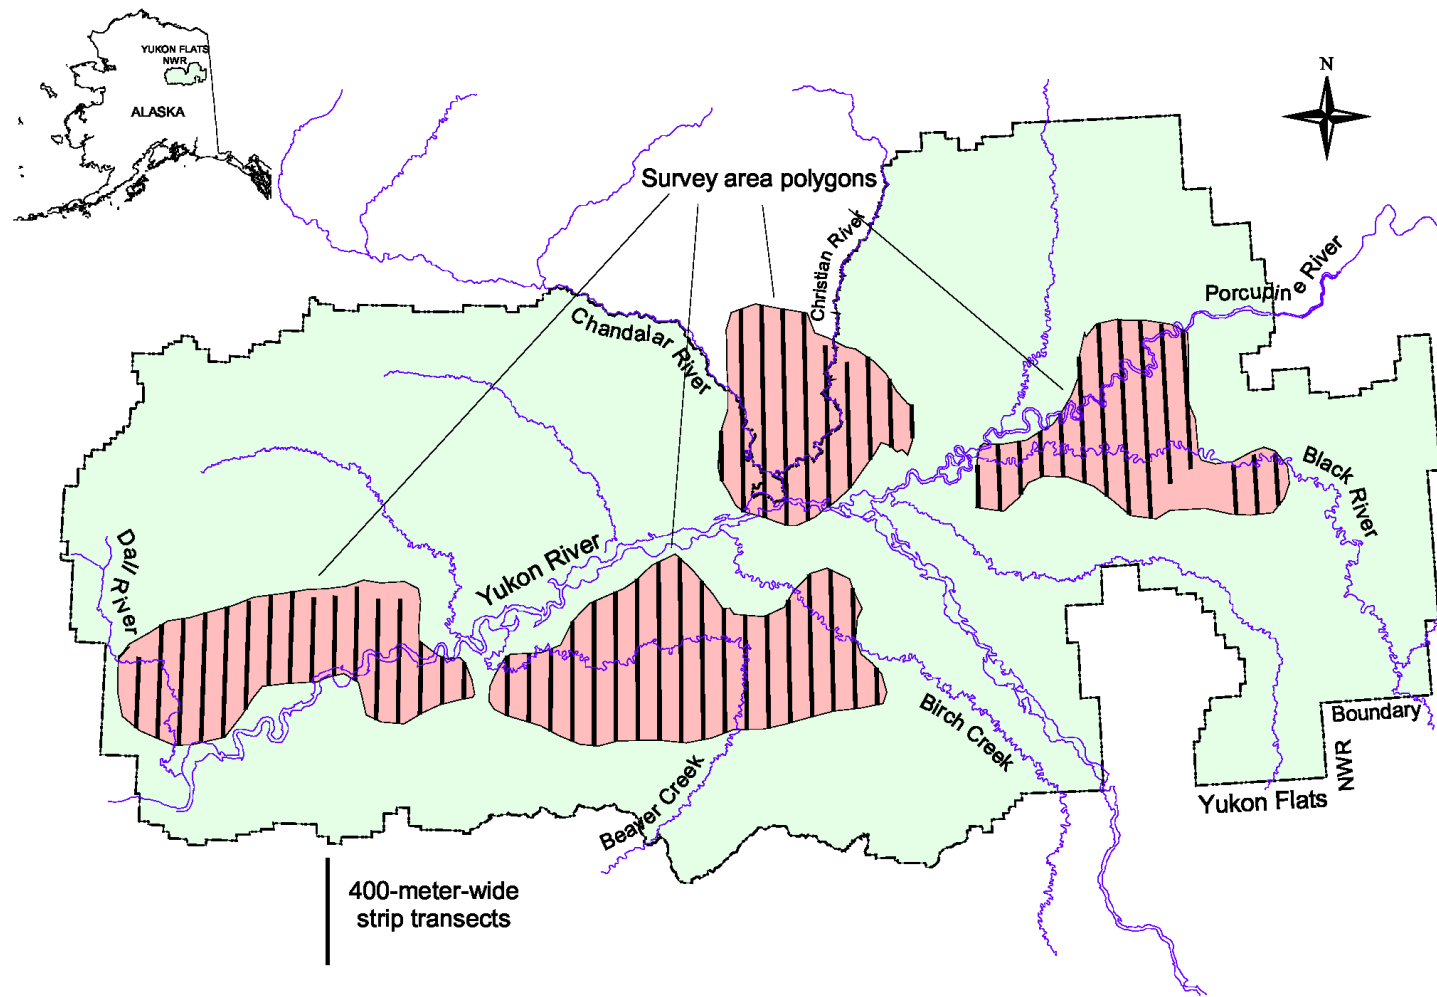 YUKON FLATS
NWR
ALASKA
N
Survey area polygons
Christian River
Porcupine River
Chandalar River
Black River
Yukon River
Dall River
Birch Creek
Beaver Creek
Boundary
NWR
Yukon Flats
400-meter-wide
strip transects